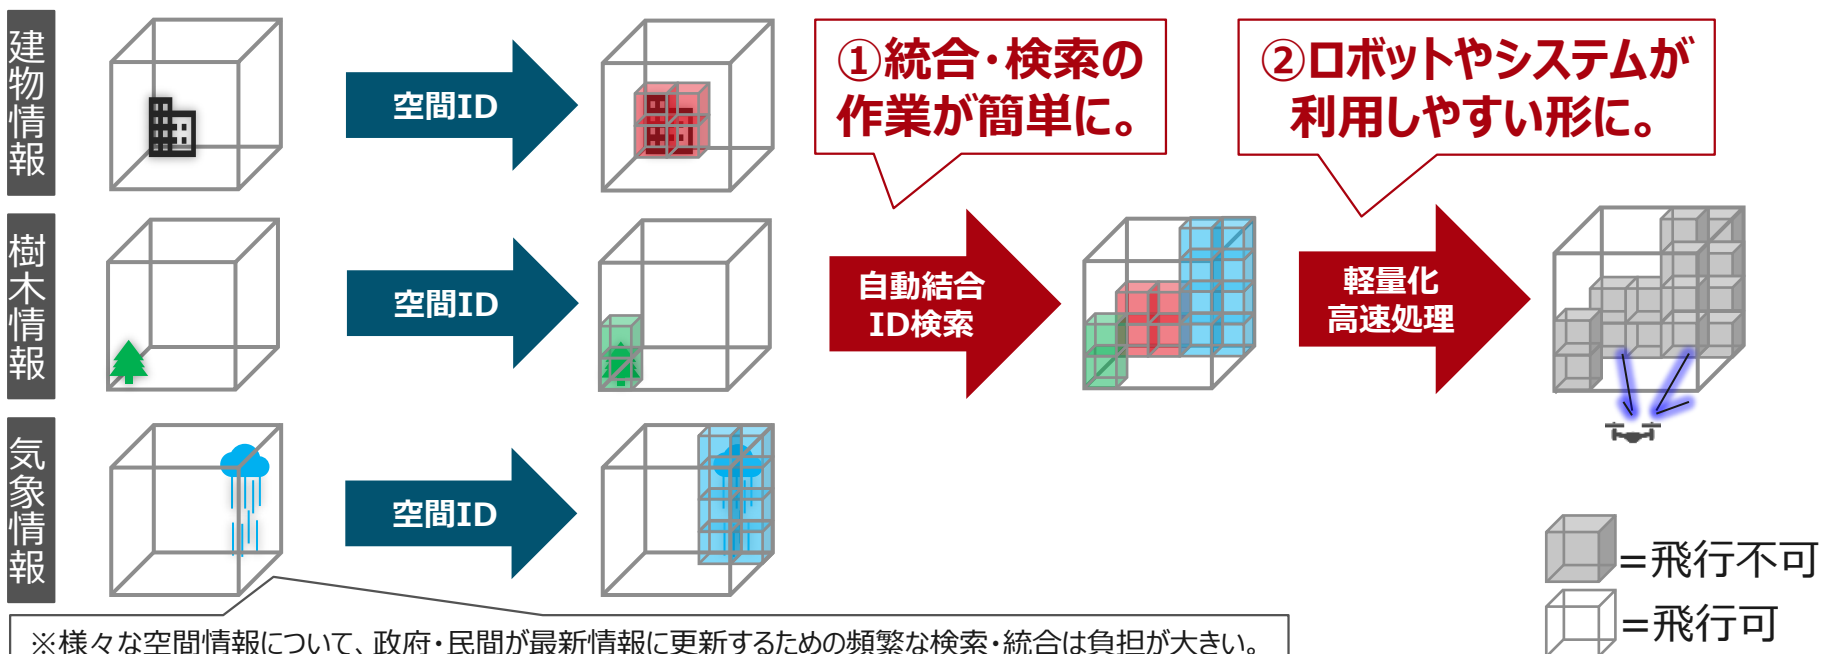 建物情報
空間ID
①統合・検索の
作業が簡単に。
②ロボットやシステムが
利用しやすい形に。
樹木情報
空間ID
自動結合
ID検索
軽量化
高速処理
気象情報
空間ID
=飛行不可
=飛行可
※様々な空間情報について、政府・民間が最新情報に更新するための頻繁な検索・統合は負担が大きい。